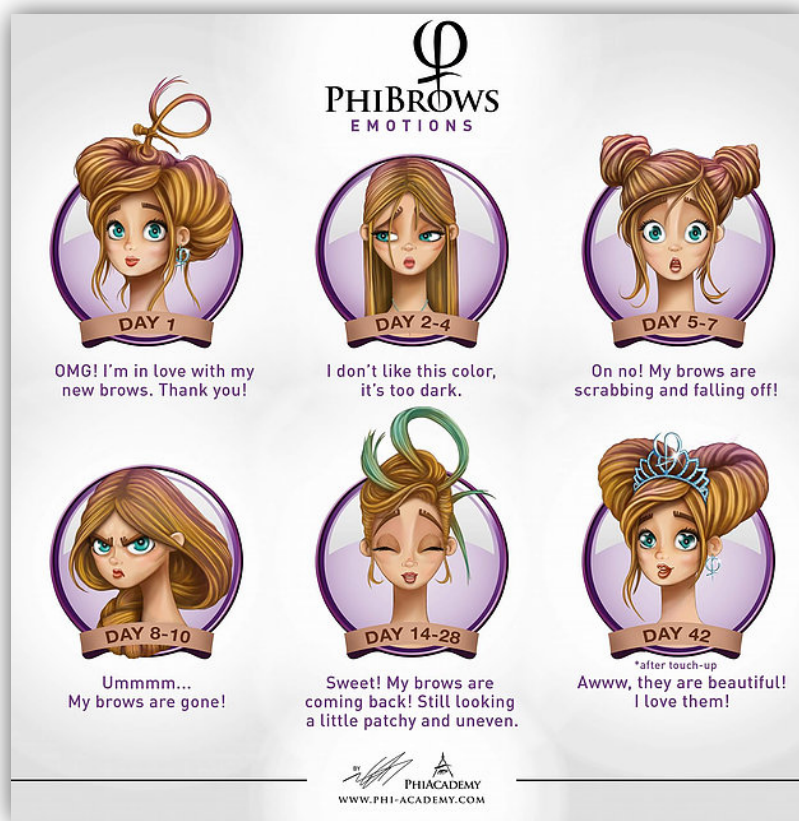 PHIBROWS
EMOTIONS
DAY 1
OMG! I'm in love with my
new brows. Thank you!
DAY 2-4
I don't like this color,
it's too dark.
DAY 5-7
On no! My brows are
scrabbing and falling off!
DAY 8-10
Ummmm...
My brows are gone!
DAY 14-28
Sweet! My brows are
coming back! Still looking
a little patchy and uneven.
DAY 42
*after touch-up
Awww, they are beautiful!
I love them!
BY
PHIACADEMY
WWW.PHI-ACADEMY.COM